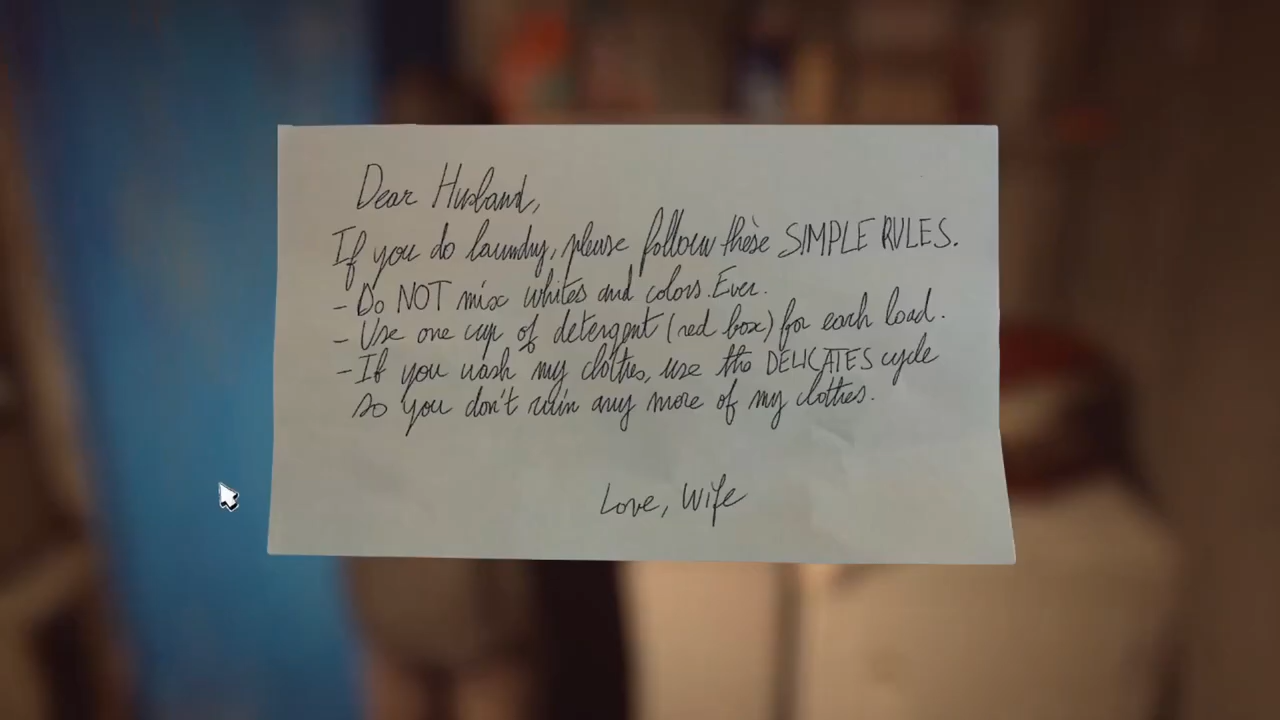 Dear Husband,
If you do laundry, please follow thèse SIMPLE RULES.
- Do NOT mix whites and colors. Ever.
- Use one cup of detergent (red box) for each load.
- If you wash my clothes, use the DELICATES cycle
so you don't ruin any more of my clothes.
Love, Wife